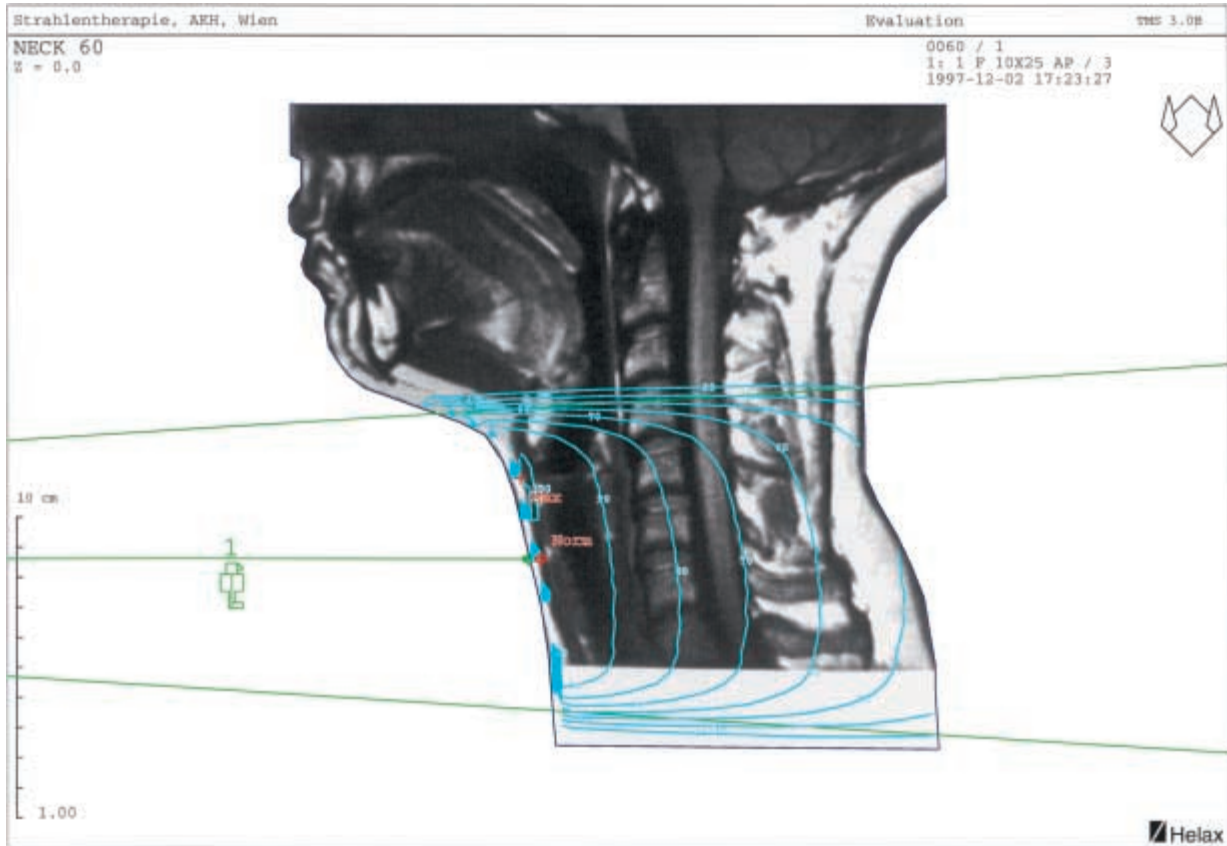 Strahlentherapie, AKH, Wien
Evaluation
TMS 3.0B
NECK 60
Z = 0.0
0060 / 1
1: 1 F 10X25 AP / 3
1997-12-02 17:23:27
70
Norm
1
10 cm
1.00
Helax